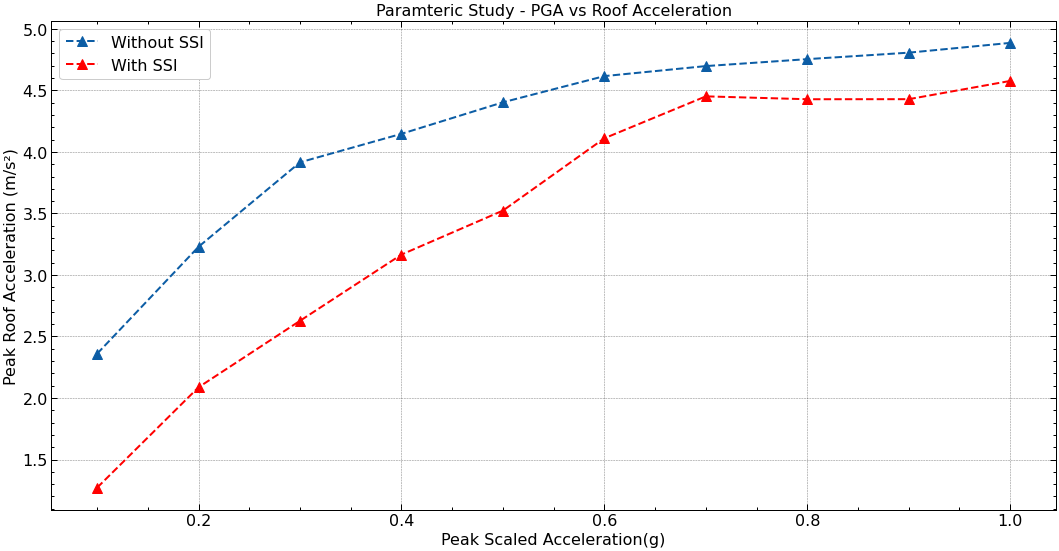 Paramteric Study - PGA vs Roof Acceleration
Without SSI
With SSI
Peak Roof Acceleration (m/s²)
5.0
4.5
4.0
3.5
3.0
2.5
2.0
1.5
0.2 0.4 0.6 0.8 1.0
Peak Scaled Acceleration(g)